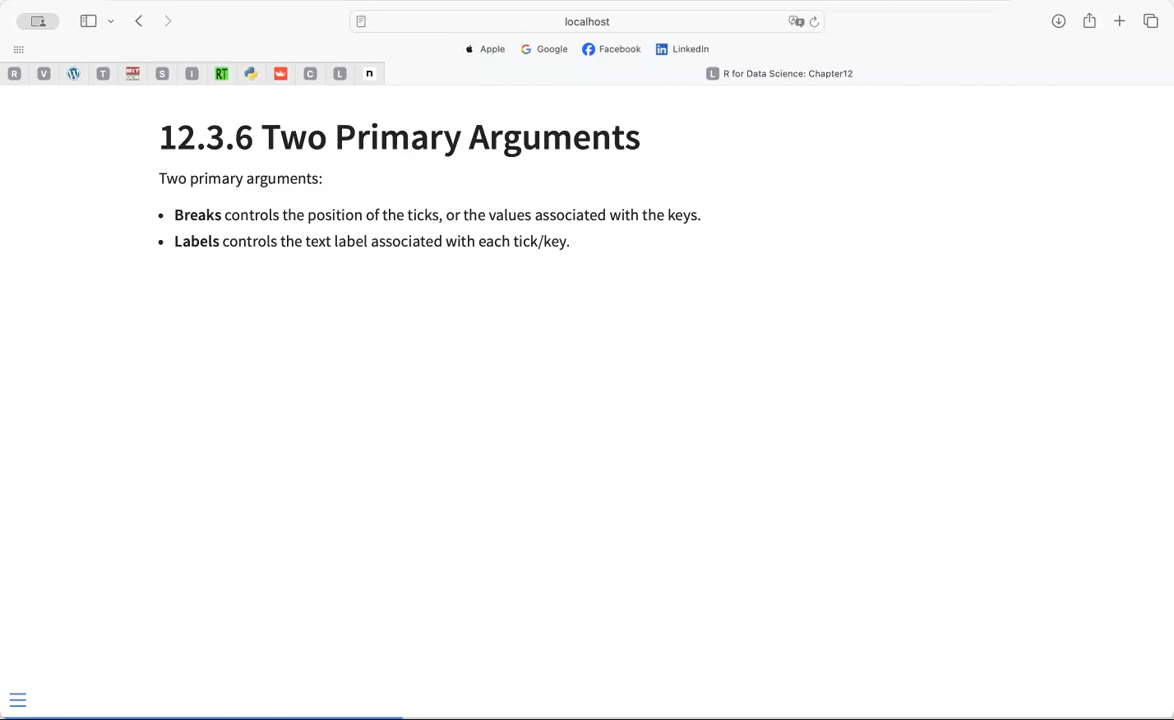 localhost
Apple
Google
Facebook
LinkedIn
R
V
T
S
I
RT
C
L
n
L
R for Data Science: Chapter12
12.3.6 Two Primary Arguments
Two primary arguments:
• Breaks controls the position of the ticks, or the values associated with the keys.
• Labels controls the text label associated with each tick/key.